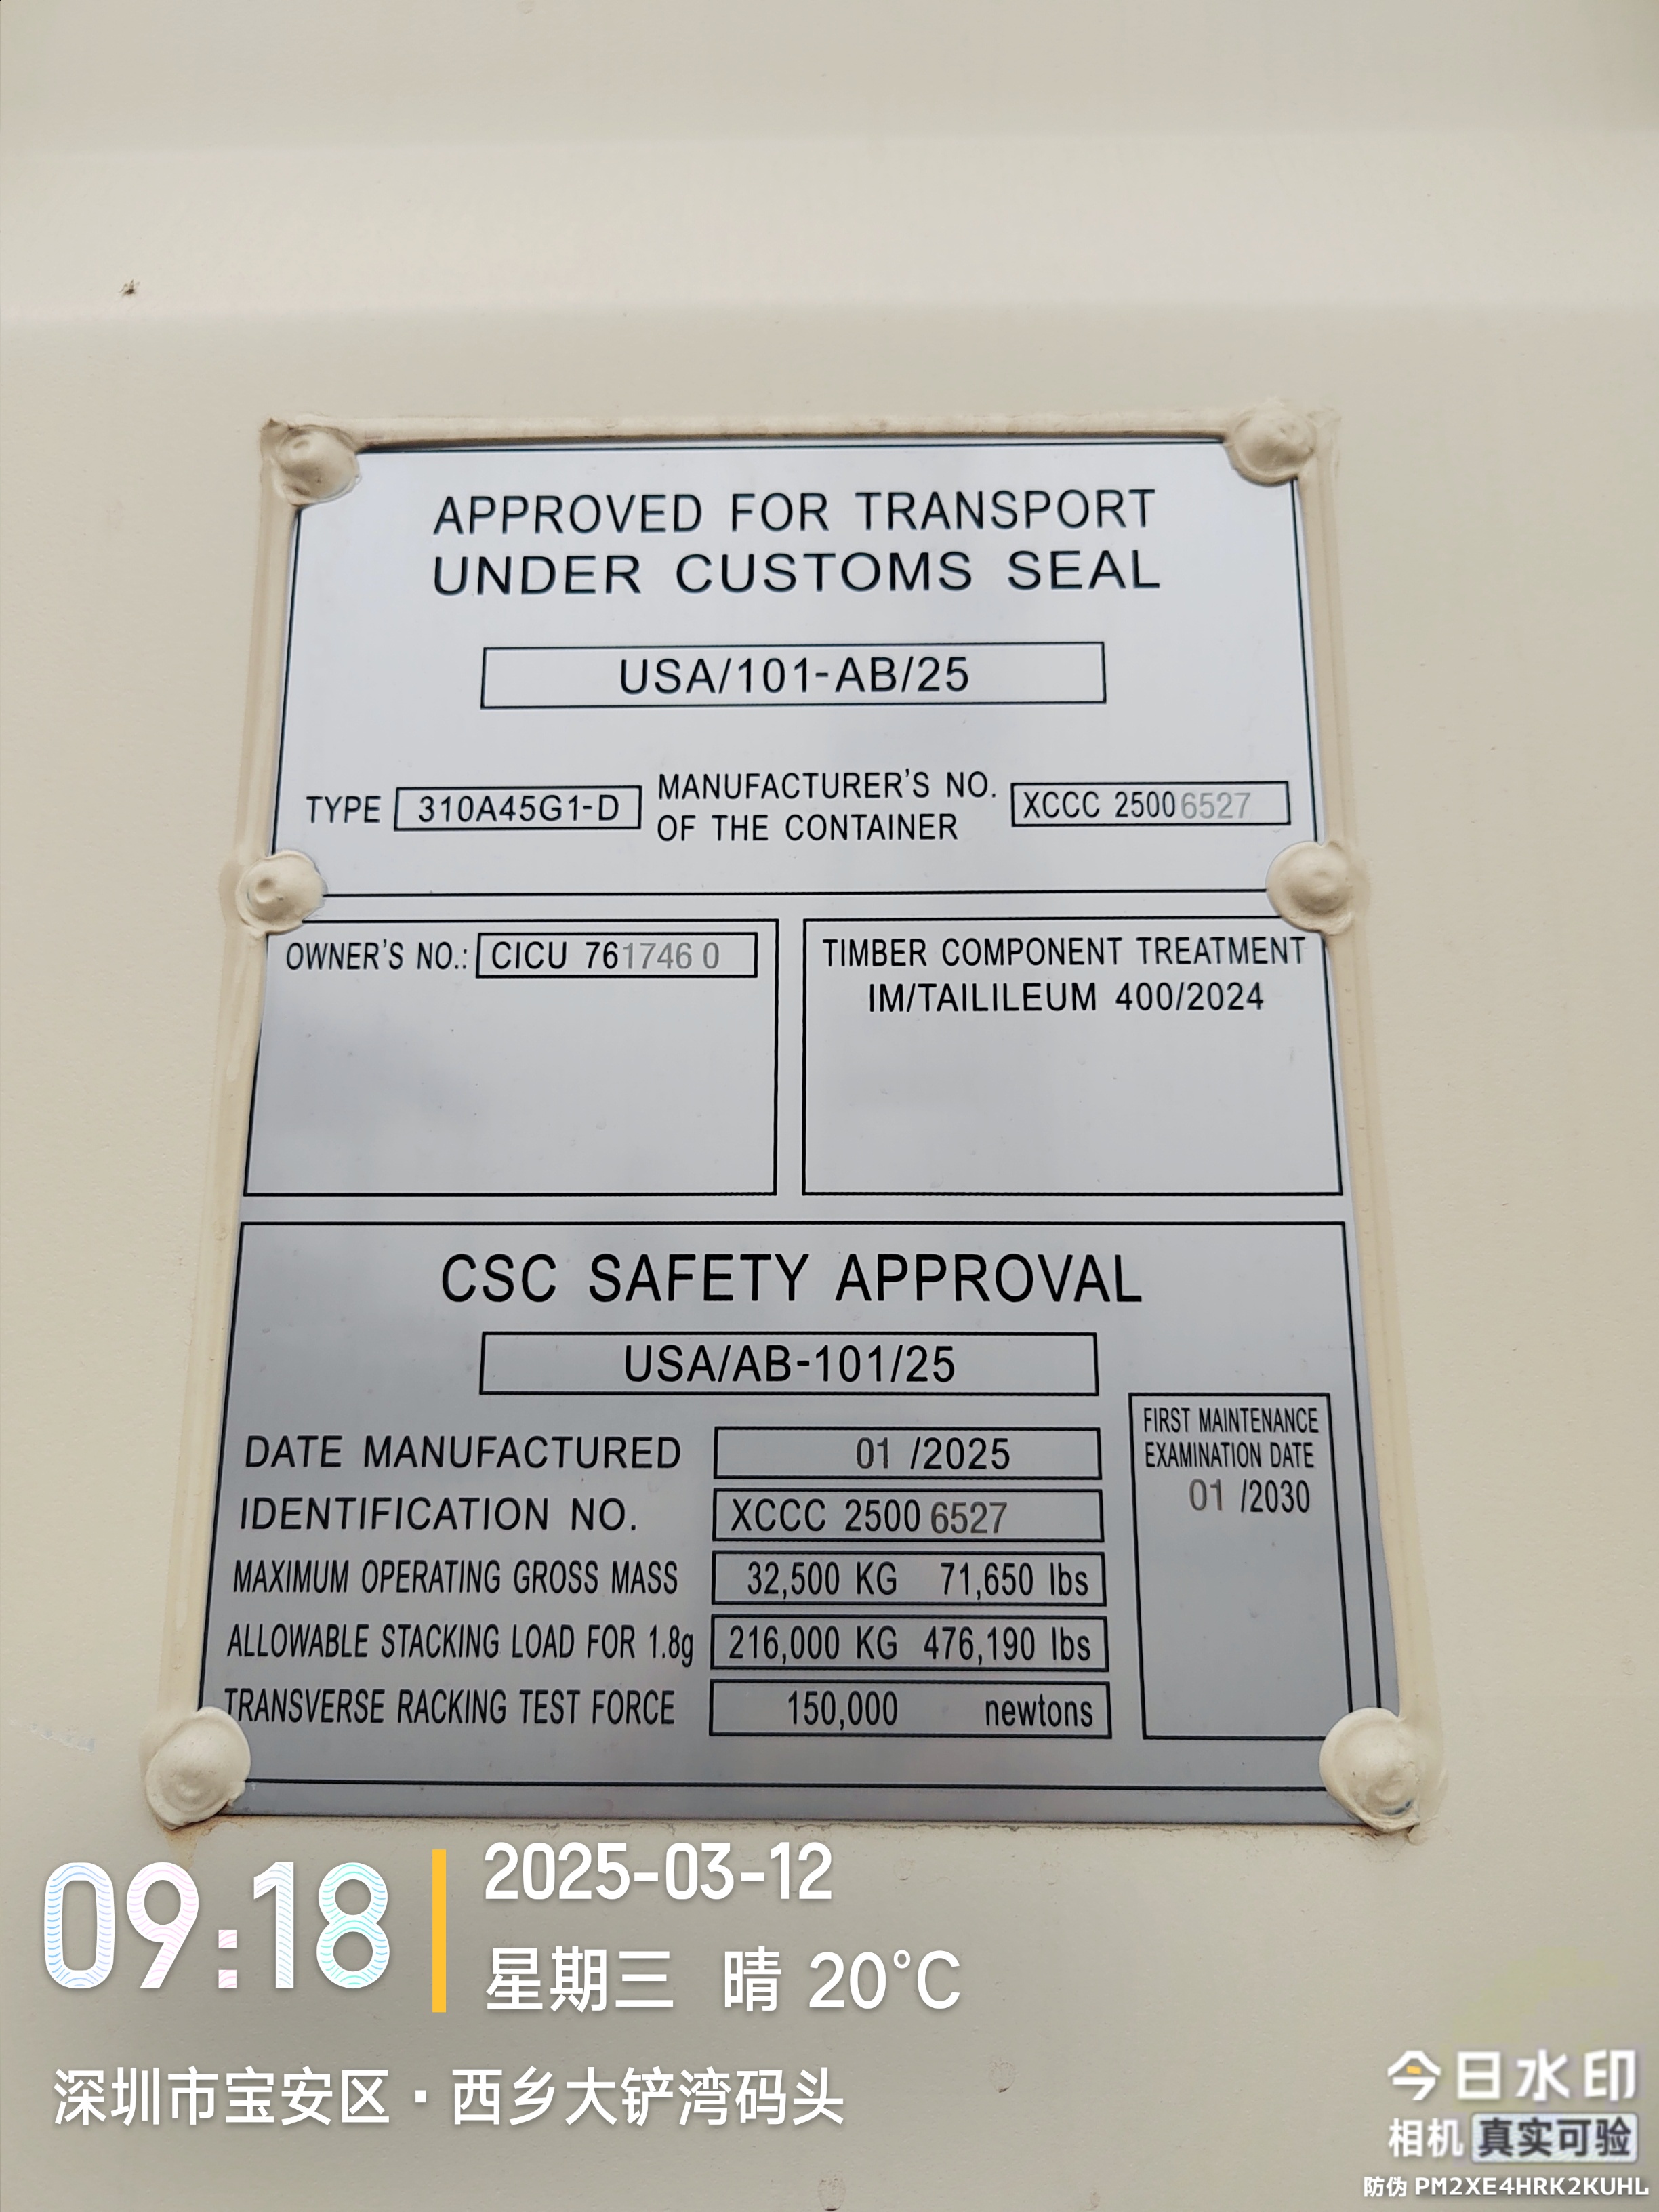 APPROVED FOR TRANSPORT
UNDER CUSTOMS SEAL
USA/101-AB/25
TYPE 310A45G1-D MANUFACTURER'S NO. OF THE CONTAINER XCCC 25006527
OWNER'S NO.: CICU 761746 0
TIMBER COMPONENT TREATMENT
IM/TAILILEUM 400/2024
CSC SAFETY APPROVAL
USA/AB-101/25
DATE MANUFACTURED 01 /2025
IDENTIFICATION NO. XCCC 2500 6527
MAXIMUM OPERATING GROSS MASS 32,500 KG 71,650 lbs
ALLOWABLE STACKING LOAD FOR 1.8g 216,000 KG 476,190 lbs
TRANSVERSE RACKING TEST FORCE 150,000 newtons
FIRST MAINTENANCE
EXAMINATION DATE
01 /2030
09:18
2025-03-12
星期三 晴 20°C
深圳市宝安区·西乡大铲湾码头
今日水印
相机 真实可验
防伪 PM2XE4HRK2KUHL